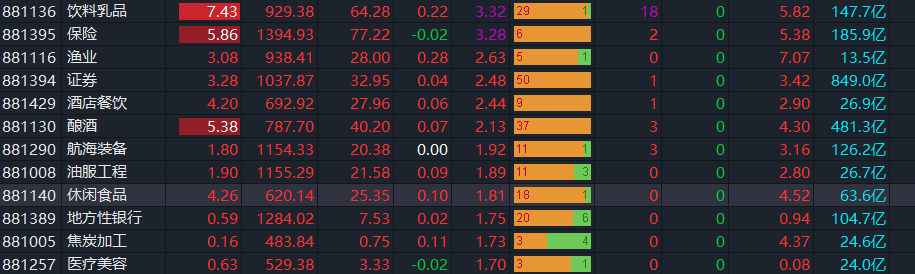 881136 饮料乳品 7.43 929.38 64.28 0.22 3.32 29 1 18 0 5.82 147.7亿
881395 保险 5.86 1394.93 77.22 -0.02 3.28 6 2 0 5.38 185.9亿
881116 渔业 3.08 938.41 28.00 0.28 2.63 5 1 0 0 7.07 13.5亿
881394 证券 3.28 1037.87 32.95 0.04 2.48 50 1 0 3.42 849.0亿
881429 酒店餐饮 4.20 692.92 27.96 0.06 2.44 9 1 0 2.90 26.9亿
881130 酿酒 5.38 787.70 40.20 0.07 2.13 37 3 0 4.30 481.3亿
881290 航海装备 1.80 1154.33 20.38 0.00 1.92 11 1 3 0 3.16 126.2亿
881008 油服工程 1.90 1155.29 21.58 0.09 1.89 11 3 0 0 2.80 26.7亿
881140 休闲食品 4.26 620.14 25.35 0.10 1.81 18 1 0 0 4.52 63.6亿
881389 地方性银行 0.59 1284.02 7.53 0.02 1.75 20 6 0 0 0.94 104.7亿
881005 焦炭加工 0.16 483.84 0.75 0.11 1.73 3 4 0 0 4.37 24.6亿
881257 医疗美容 0.63 529.38 3.33 -0.02 1.70 3 1 0 0 0.08 24.0亿